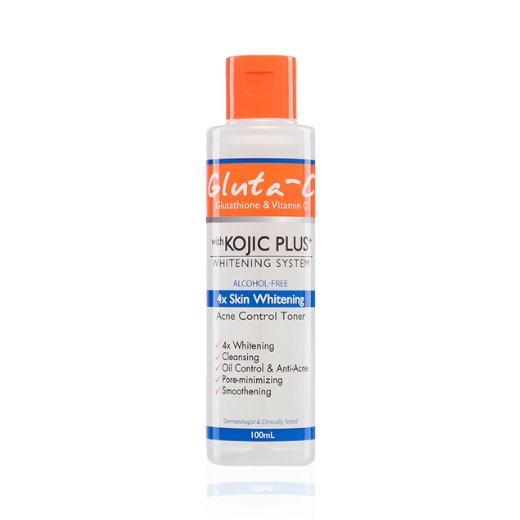 Gluta-C
Glutathione & Vitamin C
with KOJIC PLUS+
WHITENING SYSTEM
ALCOHOL-FREE
4x Skin Whitening
Acne Control Toner
✓4x Whitening
✓Cleansing
✓Oil Control & Anti-Acne
✓Pore-minimizing
✓Smoothening
Dermatologist & Clinically Tested
100mL